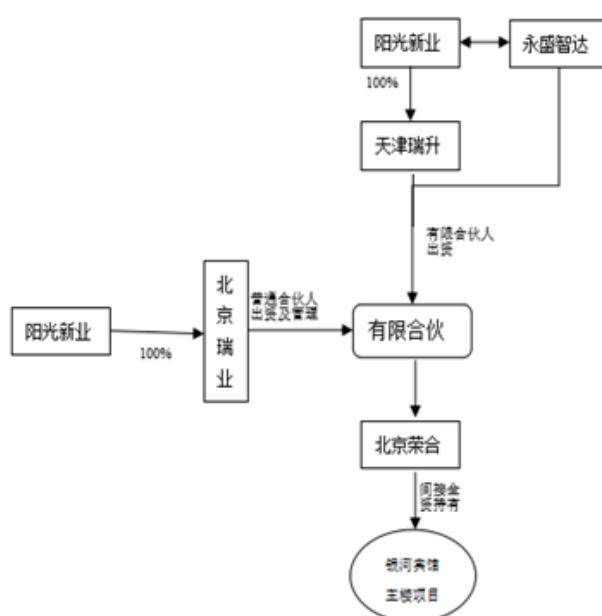 阳光新业
永盛智达
100%
天津瑞升
有限合伙人
出资
北京瑞业
普通合伙人
出资及管理
阳光新业
100%
有限合伙
北京荣合
间接全
资持有
银河宾馆
主楼项目